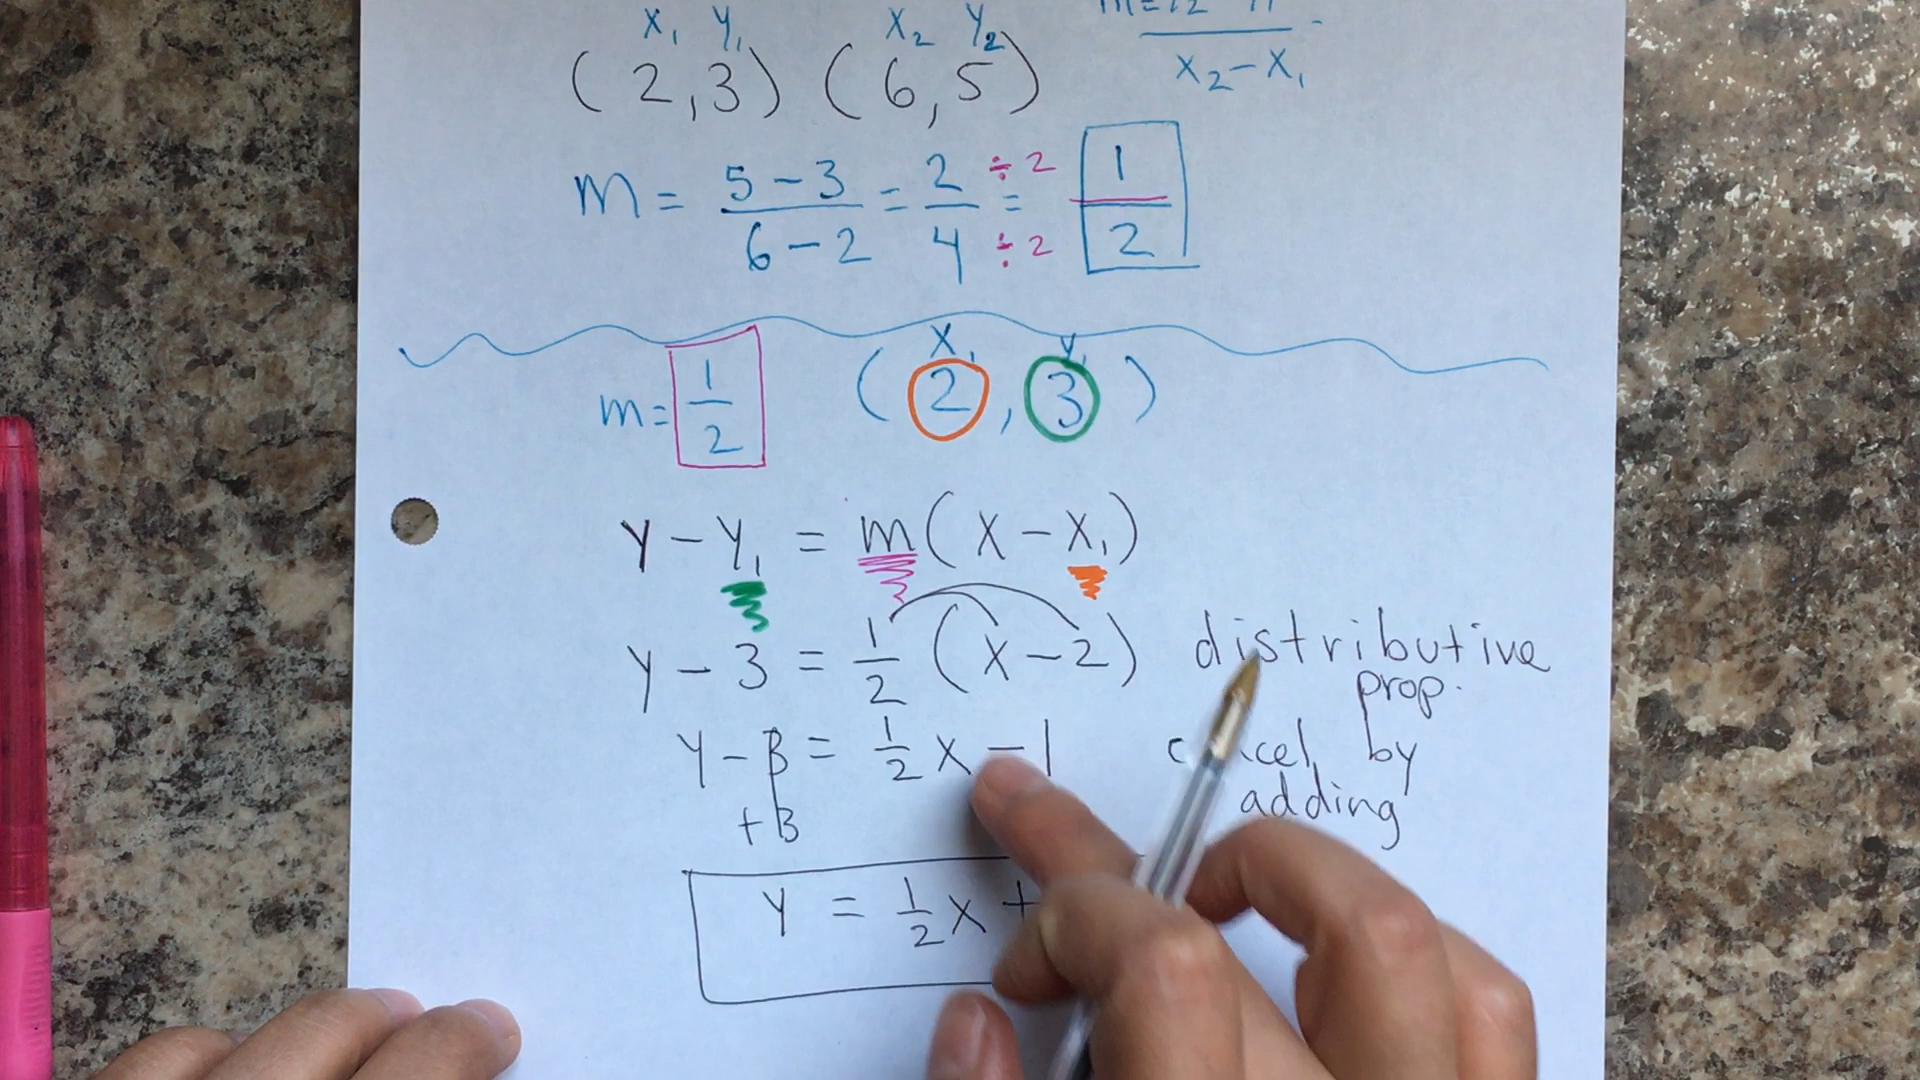 x₁ y₁ x₂ y₂
(2,3) (6,5)
x₂-x₁
m = 5-3/6-2 = 2/4 ÷2/÷2 = 1/2
x₁ y₁
m = 1/2 (2,3)
y - y₁ = m(x - x₁)
y - 3 = 1/2 (x - 2) distributive
prop.
y - 3 = 1/2 x - 1 by
+3 adding
y = 1/2 x +